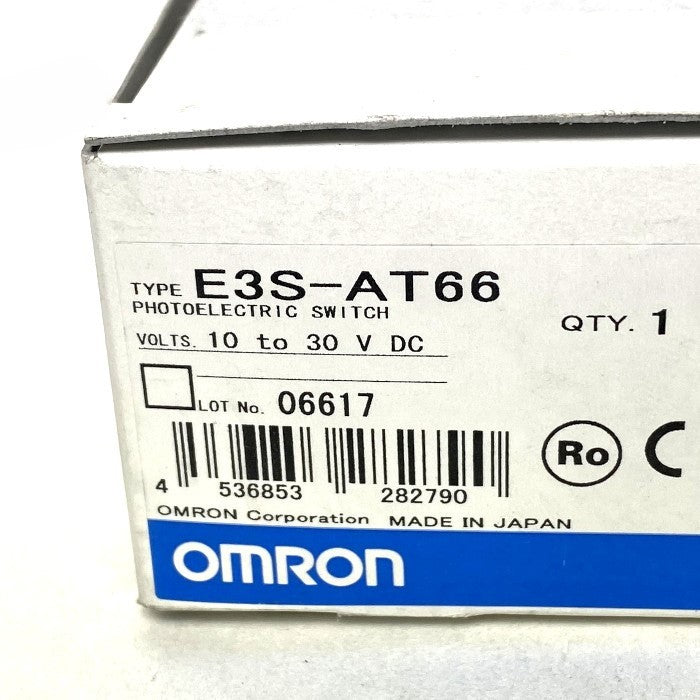 TYPE E3S-AT66
PHOTOELECTRIC SWITCH
QTY. 1
VOLTS. 10 to 30 V DC
LOT No. 06617
Ro
C
4 536853 282790
OMRON Corporation MADE IN JAPAN
OMRON